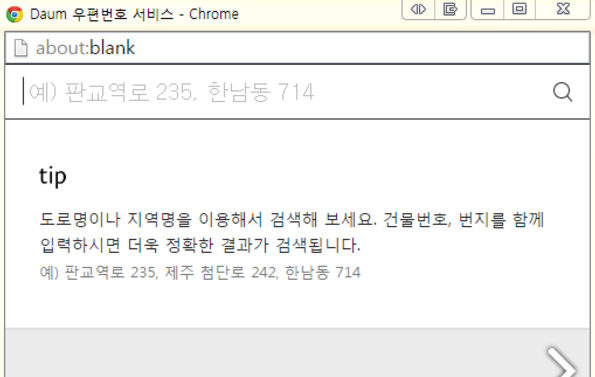 Daum 우편번호 서비스 - Chrome
about:blank
예) 판교역로 235, 한남동 714
tip
도로명이나 지역명을 이용해서 검색해 보세요. 건물번호, 번지를 함께
입력하시면 더욱 정확한 결과가 검색됩니다.
예) 판교역로 235, 제주 첨단로 242, 한남동 714